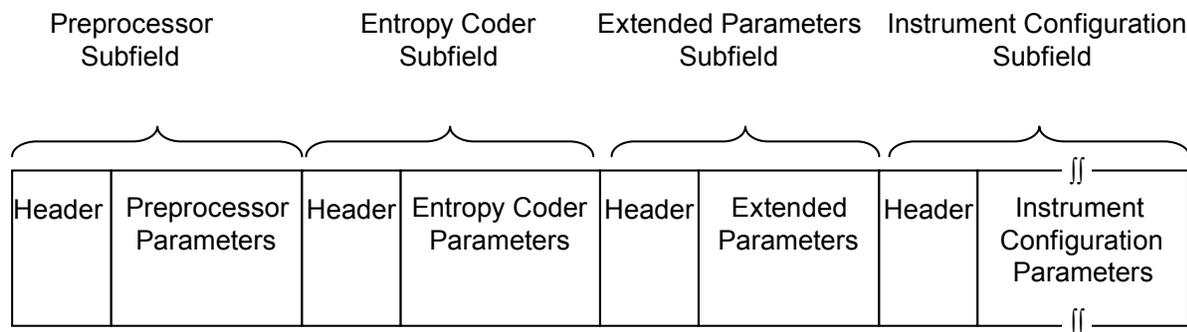 Preprocessor
Subfield
Entropy Coder
Subfield
Extended Parameters
Subfield
Instrument Configuration
Subfield
Header
Preprocessor
Parameters
Header
Entropy Coder
Parameters
Header
Extended
Parameters
Header
Instrument
Configuration
Parameters